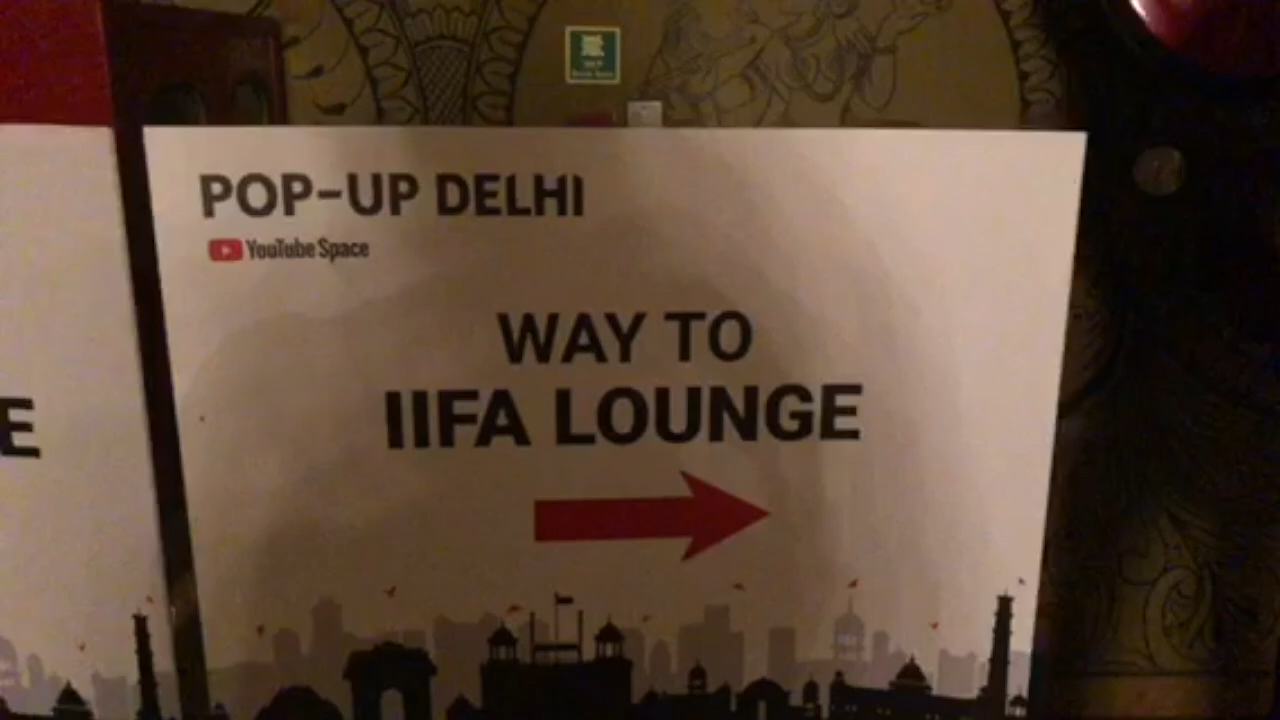 POP-UP DELHI
YouTube Space
WAY TO
IIFA LOUNGE
E